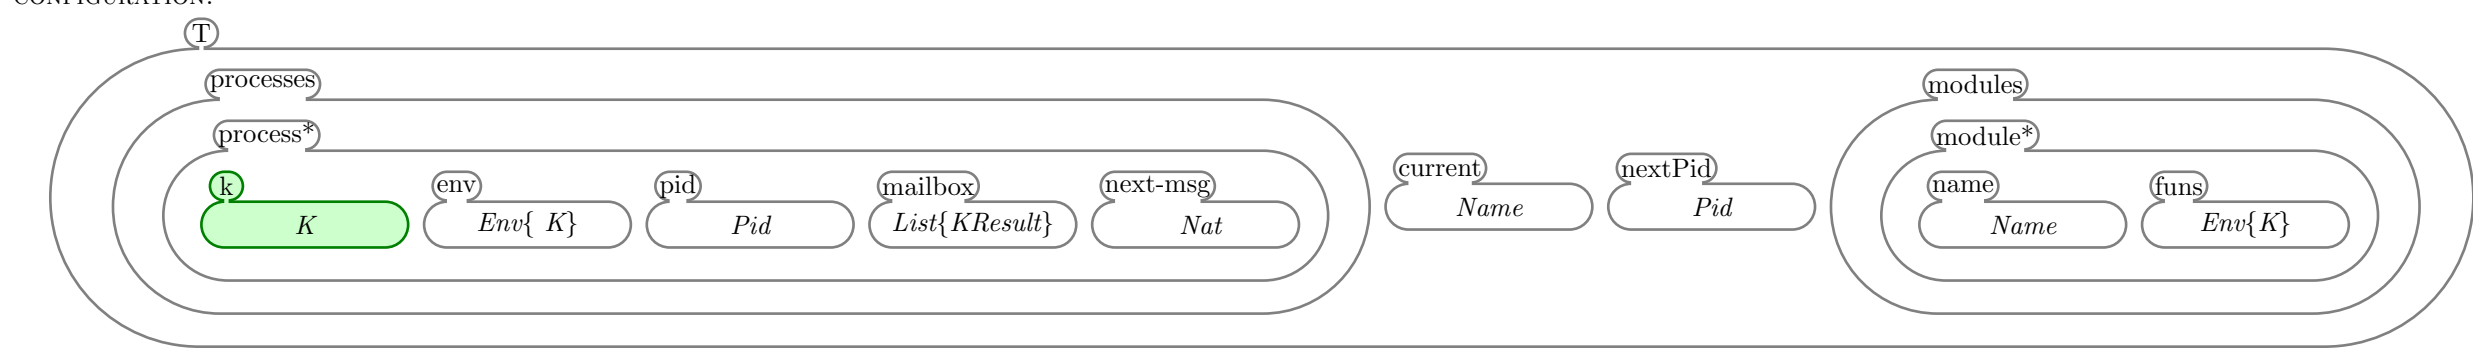 CONFIGURATION:
T
processes
modules
process*
module*
current
nextPid
k
env
pid
mailbox
next-msg
name
funs
K
Env{ K}
Pid
List{KResult}
Nat
Name
Pid
Name
Env{K}